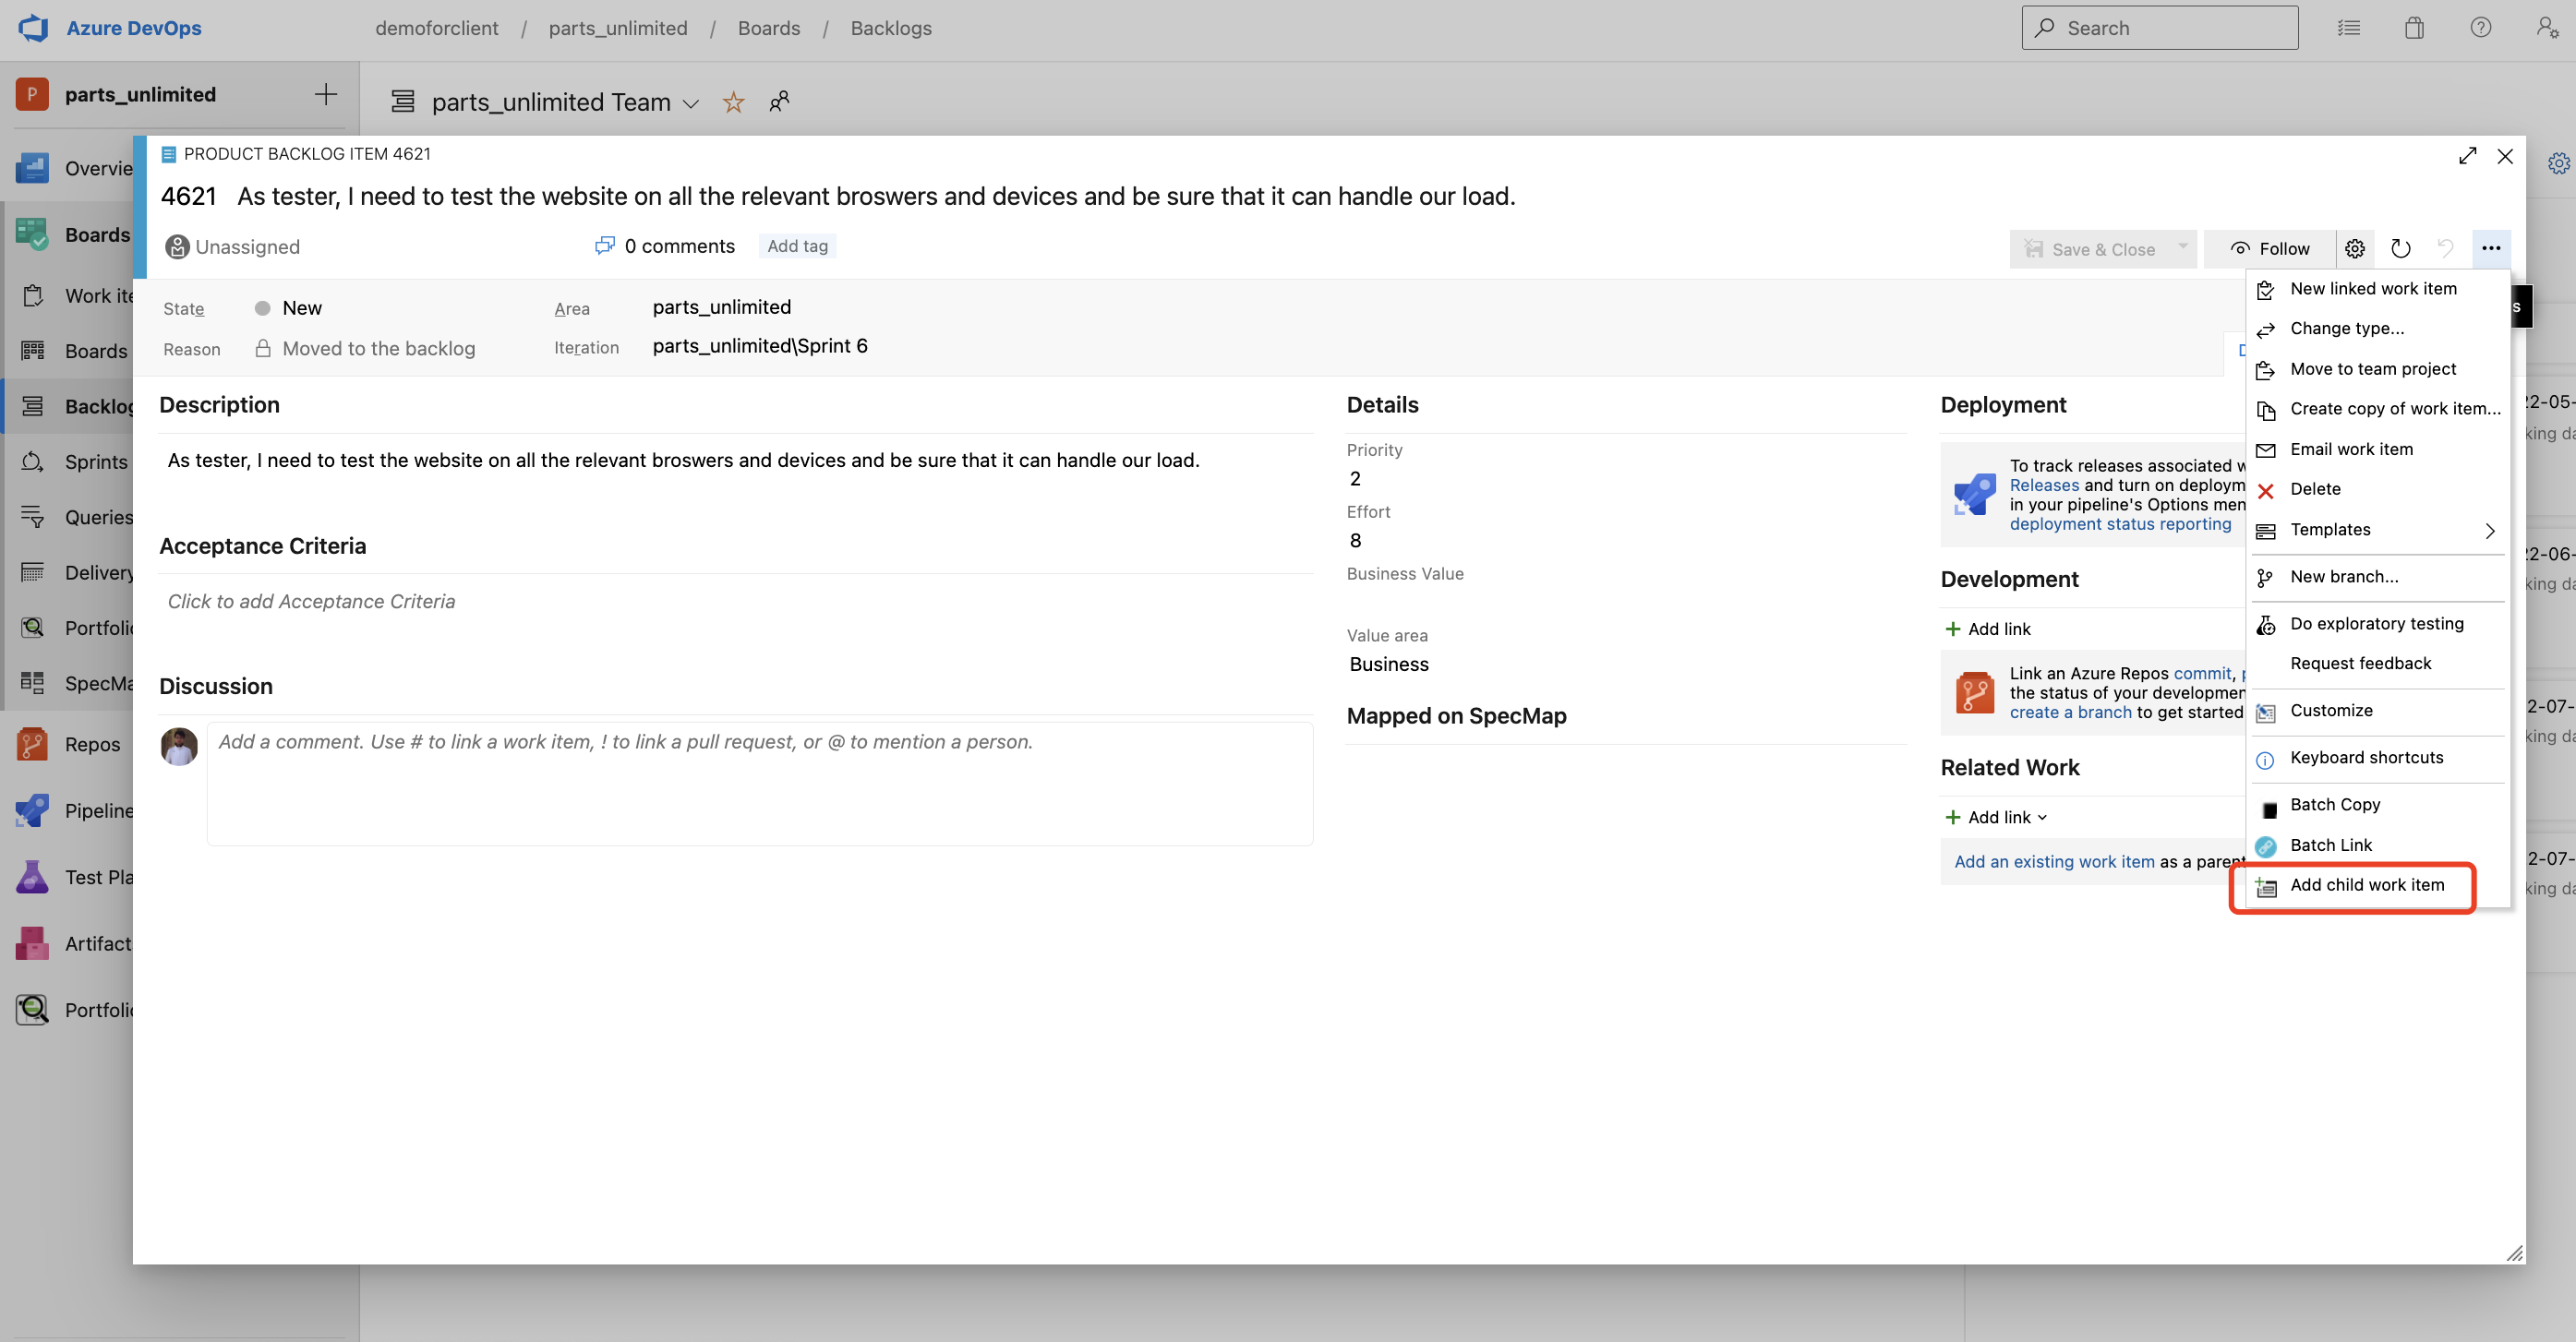 Azure DevOps
demoforclient / parts_unlimited / Boards / Backlogs
Search
P parts_unlimited
parts_unlimited Team
Overvie
Boards
Work ite
Boards
Backlog
Sprints
Queries
Delivery
Portfolio
SpecMa
Repos
Pipeline
Test Pla
Artifact
Portfolio
PRODUCT BACKLOG ITEM 4621
4621 As tester, I need to test the website on all the relevant broswers and devices and be sure that it can handle our load.
Unassigned
0 comments
Add tag
Save & Close
Follow
State
New
Area
parts_unlimited
Reason
Moved to the backlog
Iteration
parts_unlimited\Sprint 6
Description
As tester, I need to test the website on all the relevant broswers and devices and be sure that it can handle our load.
Acceptance Criteria
Click to add Acceptance Criteria
Discussion
Add a comment. Use # to link a work item, ! to link a pull request, or @ to mention a person.
Details
Priority
2
Effort
8
Business Value
Value area
Business
Mapped on SpecMap
Deployment
To track releases associated w
Releases and turn on deploym
in your pipeline's Options men
deployment status reporting
Development
Add link
Link an Azure Repos commit, p
the status of your developmen
create a branch to get started
Related Work
Add link
Add an existing work item as a parent
New linked work item
Change type...
Move to team project
Create copy of work item...
Email work item
Delete
Templates
New branch...
Do exploratory testing
Request feedback
Customize
Keyboard shortcuts
Batch Copy
Batch Link
Add child work item
s
22-05-
king da
22-06-
king da
2-07-
king da
2-07-
king da